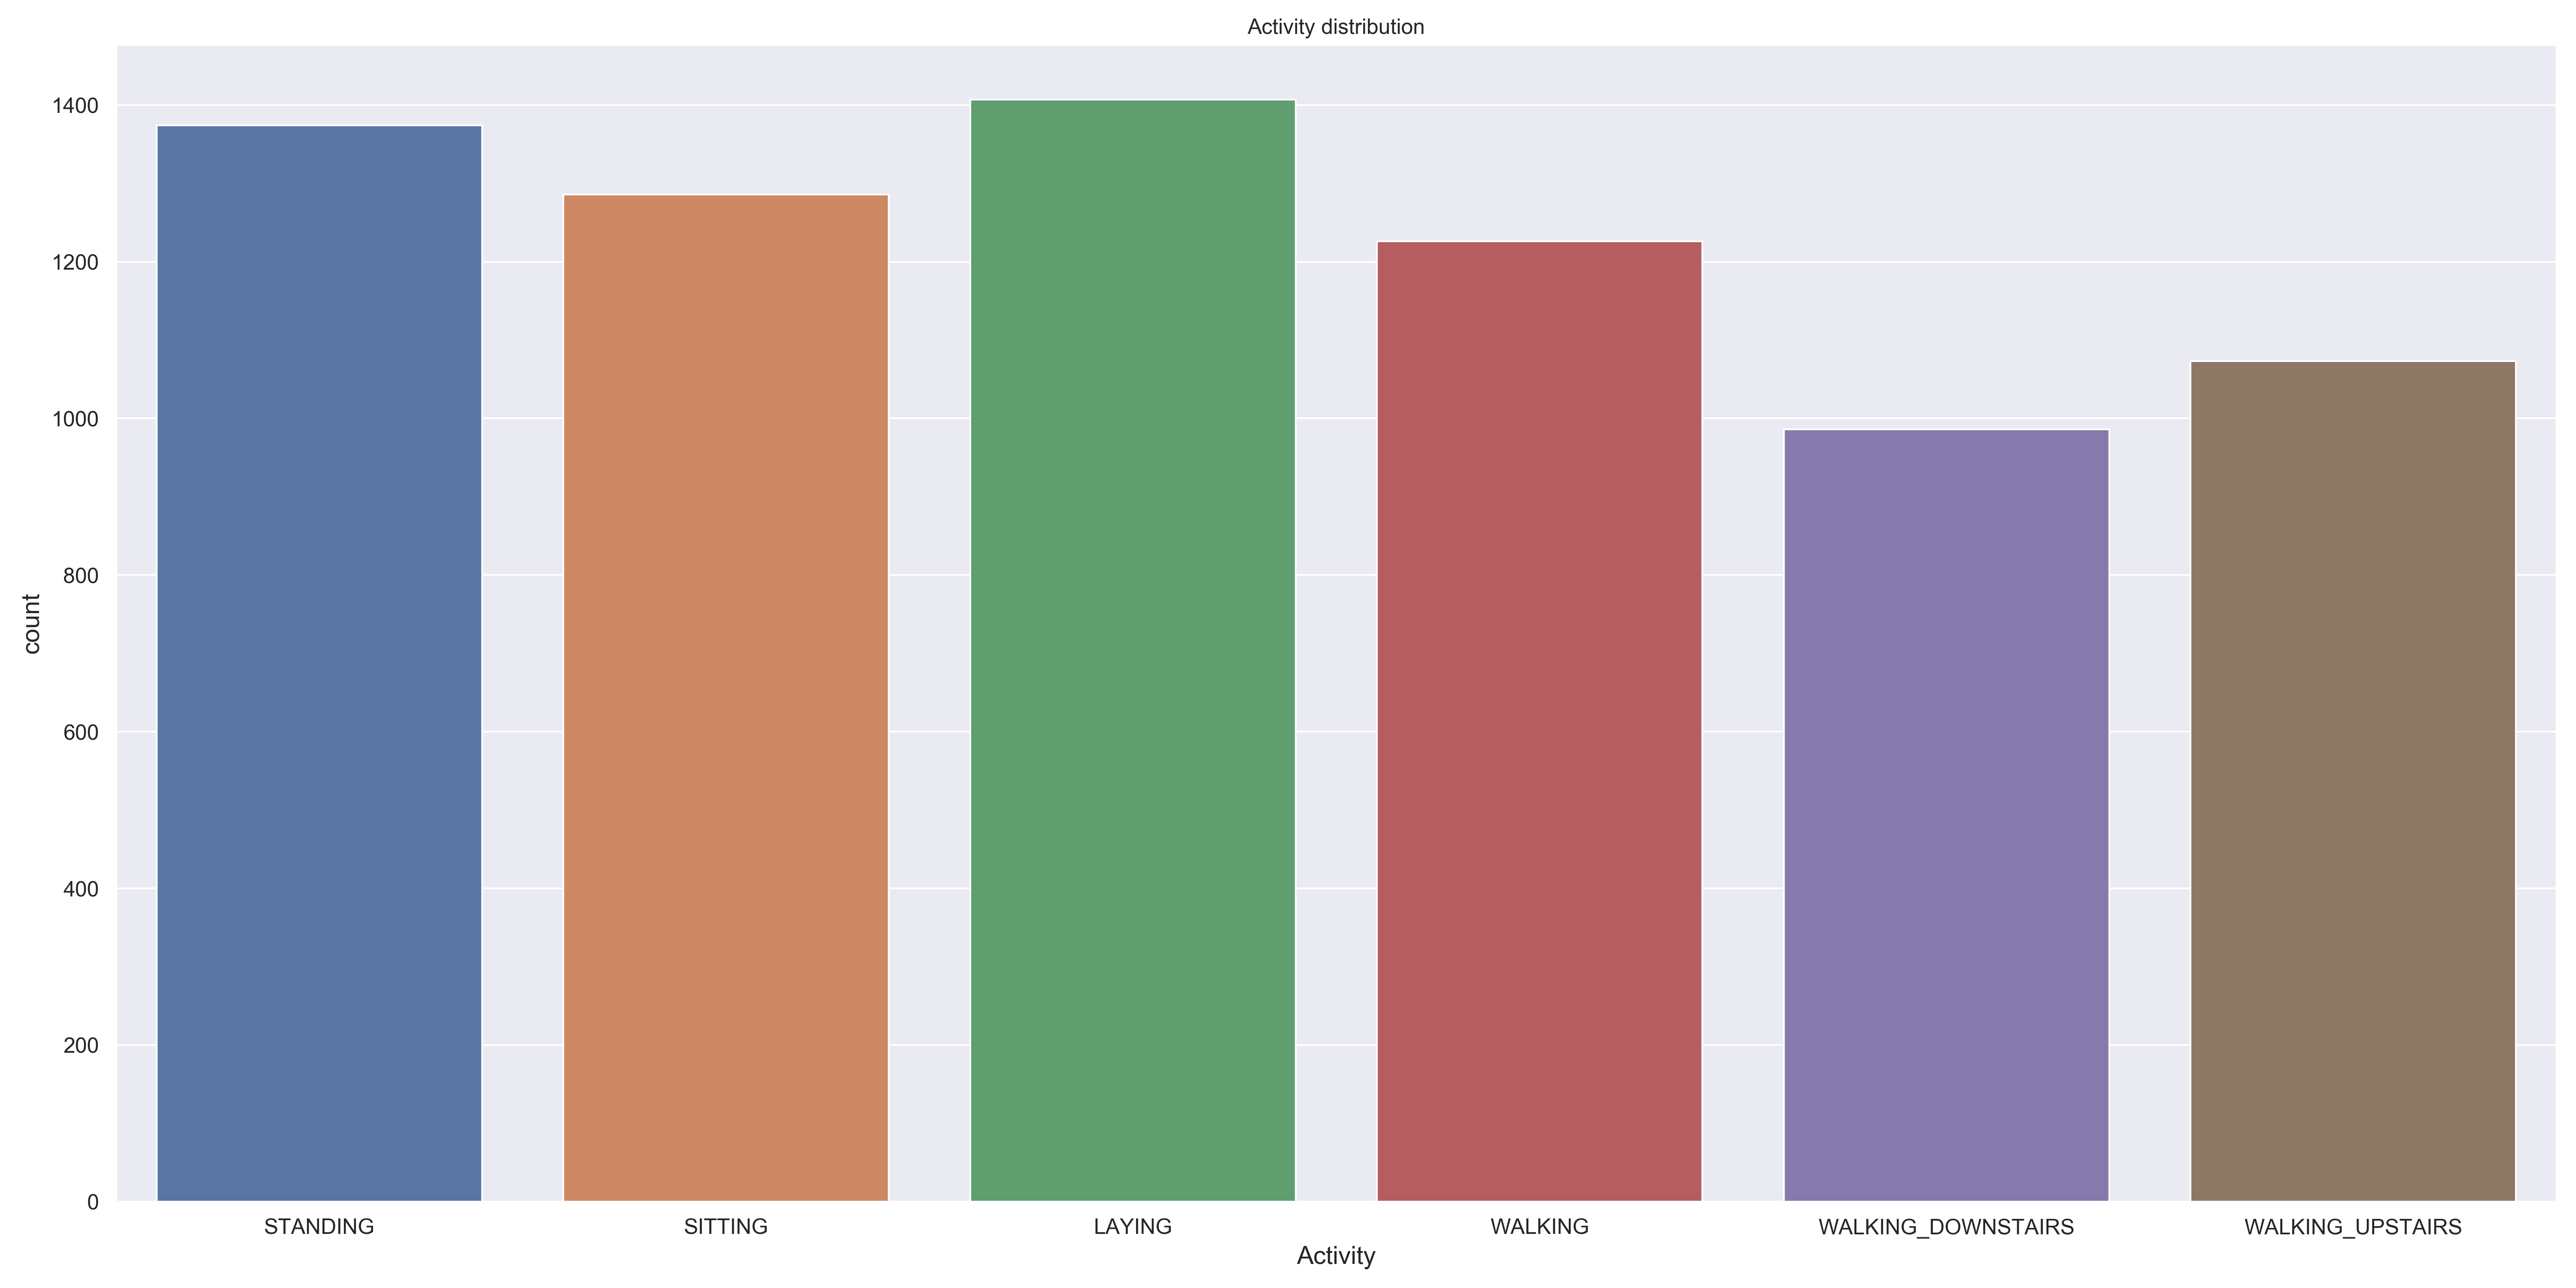 Activity distribution
1400
1200
1000
800
600
400
200
0
count
STANDING
SITTING
LAYING
WALKING
WALKING_DOWNSTAIRS
WALKING_UPSTAIRS
Activity